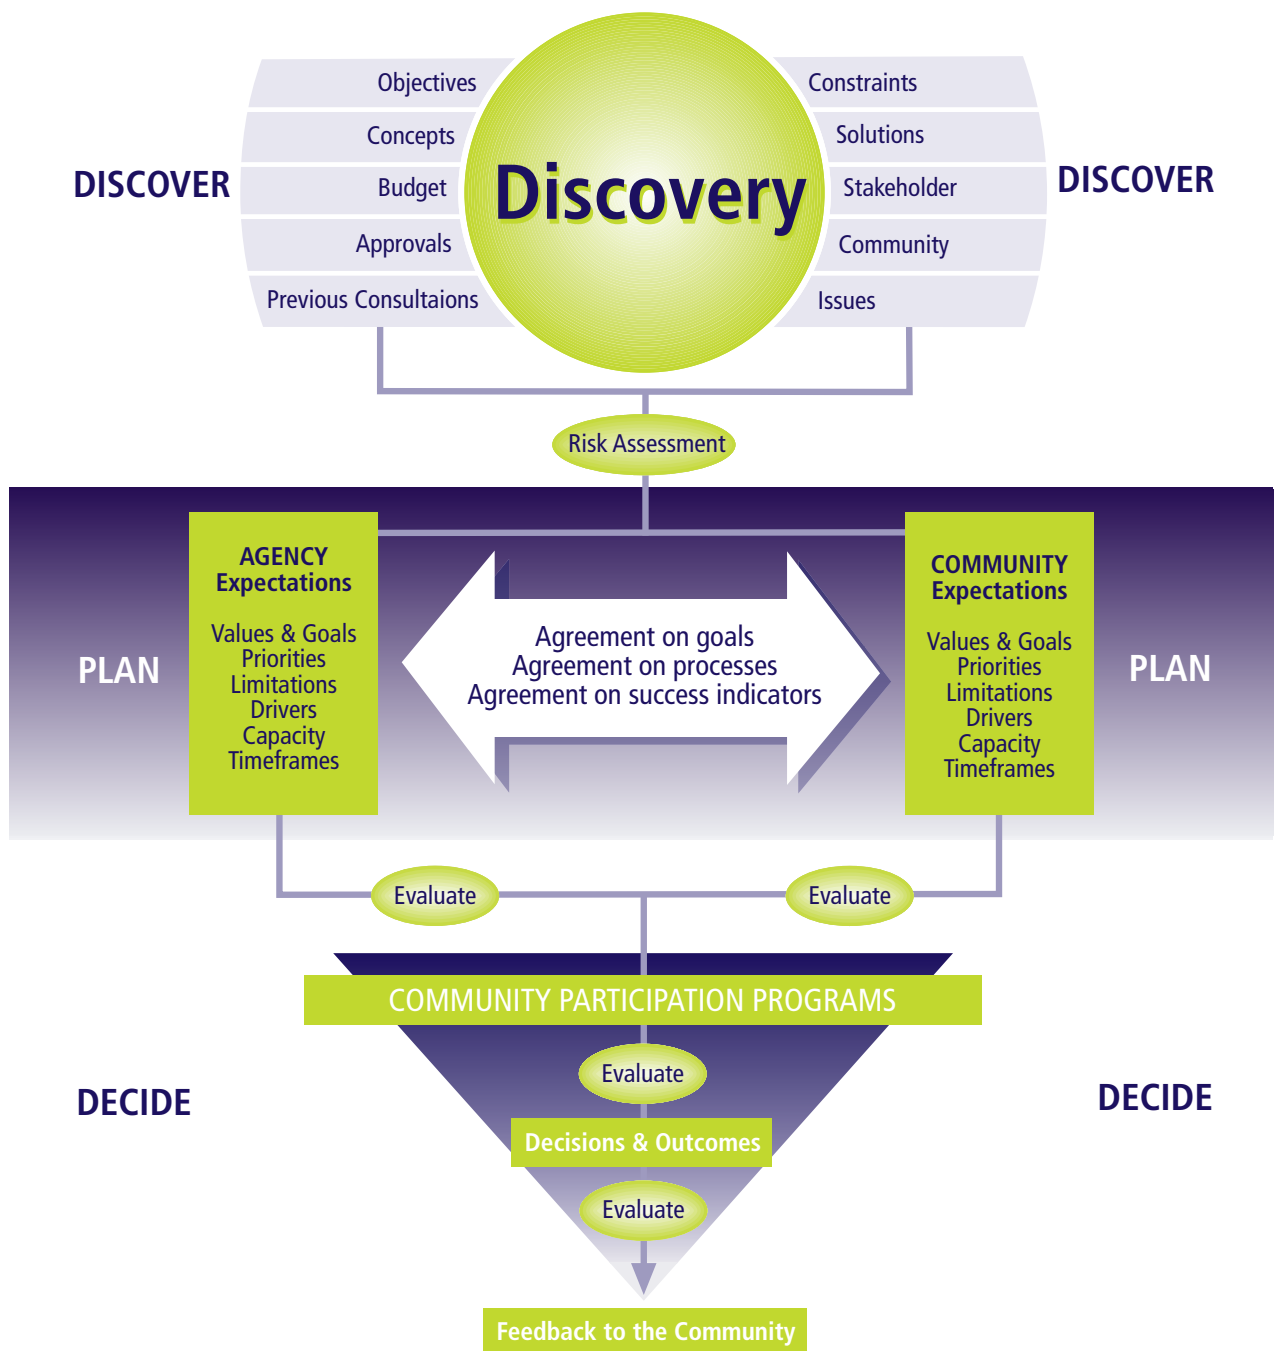 DISCOVER
Objectives
Concepts
Budget
Approvals
Previous Consultaions
Discovery
Constraints
Solutions
Stakeholder
Community
Issues
DISCOVER
Risk Assessment
PLAN
AGENCY
Expectations
Values & Goals
Priorities
Limitations
Drivers
Capacity
Timeframes
Agreement on goals
Agreement on processes
Agreement on success indicators
COMMUNITY
Expectations
Values & Goals
Priorities
Limitations
Drivers
Capacity
Timeframes
PLAN
Evaluate
Evaluate
COMMUNITY PARTICIPATION PROGRAMS
DECIDE
Evaluate
Decisions & Outcomes
Evaluate
DECIDE
Feedback to the Community